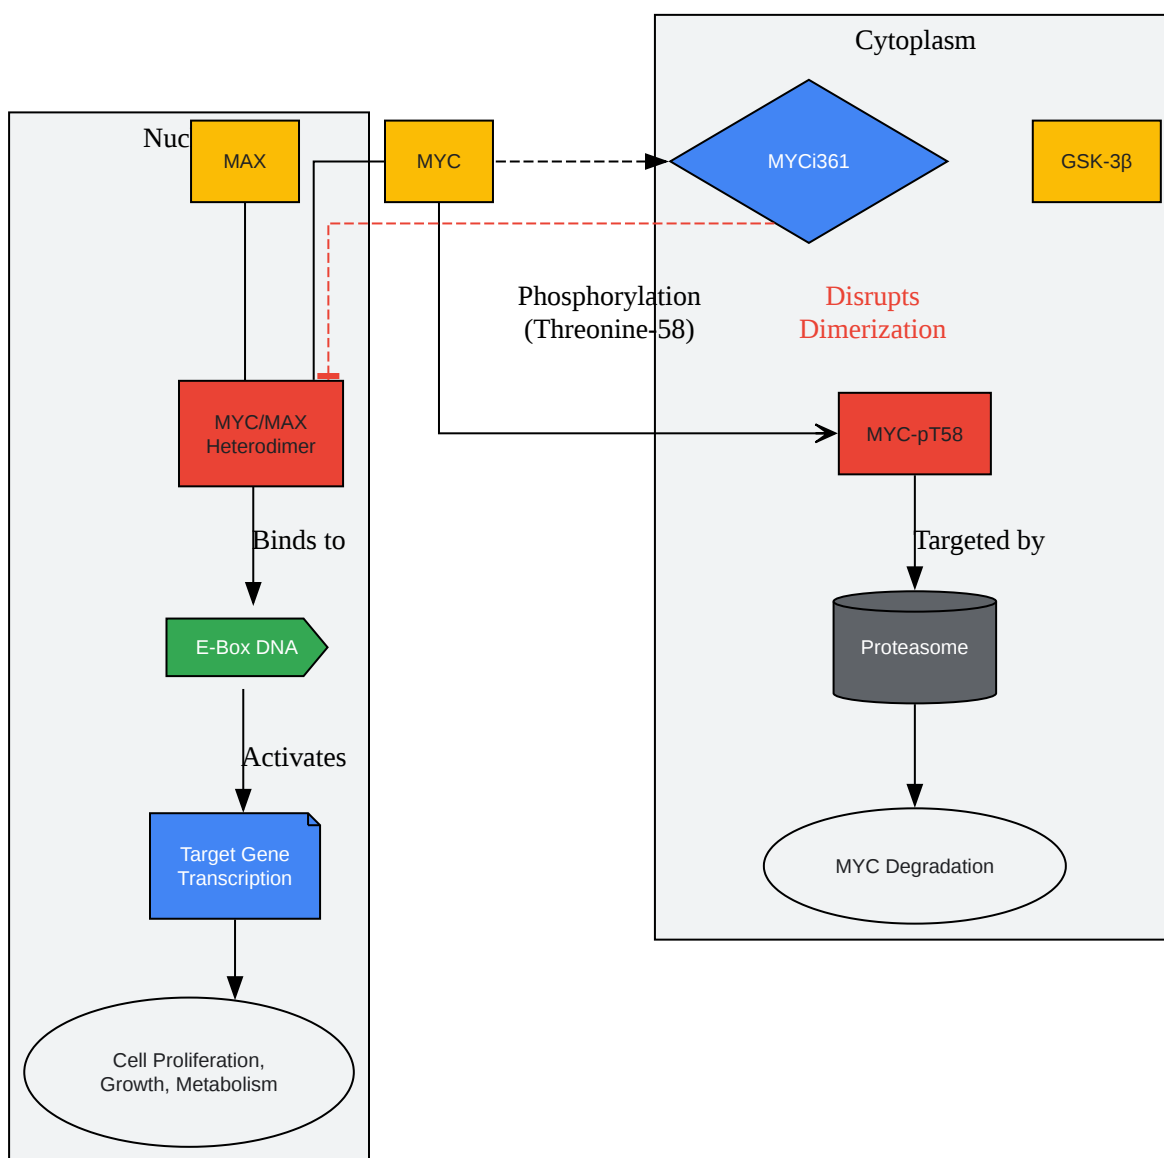 Cytoplasm
Nuc
MAX
MYC
MYCi361
GSK-3β
Phosphorylation
(Threonine-58)
Disrupts
Dimerization
MYC/MAX
Heterodimer
MYC-pT58
Binds to
Targeted by
E-Box DNA
Proteasome
Activates
Target Gene
Transcription
MYC Degradation
Cell Proliferation,
Growth, Metabolism